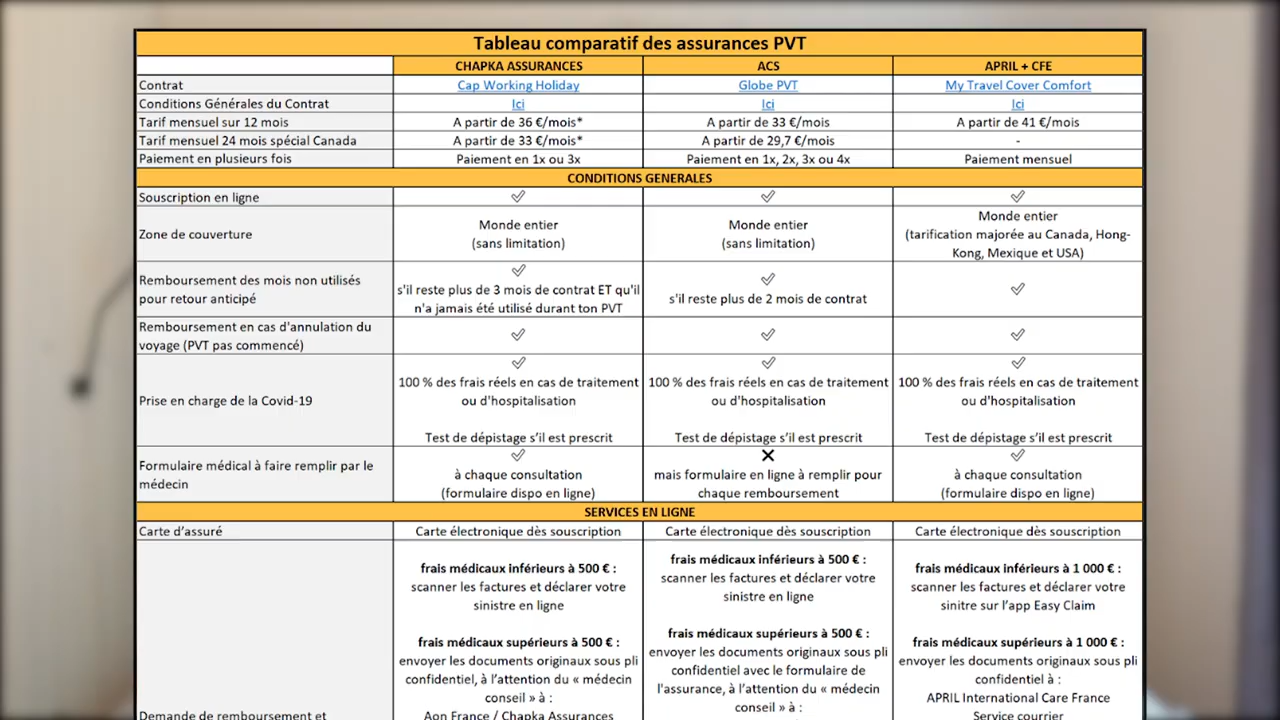 Tableau comparatif des assurances PVT
CHAPKA ASSURANCES ACS APRIL + CFE
Contrat Cap Working Holiday Globe PVT My Travel Cover Comfort
Conditions Générales du Contrat Ici Ici Ici
Tarif mensuel sur 12 mois A partir de 36 €/mois* A partir de 33 €/mois A partir de 41 €/mois
Tarif mensuel 24 mois spécial Canada A partir de 33 €/mois* A partir de 29,7 €/mois -
Paiement en plusieurs fois Paiement en 1x ou 3x Paiement en 1x, 2x, 3x ou 4x Paiement mensuel
CONDITIONS GENERALES
Souscription en ligne
Zone de couverture
Monde entier
(sans limitation)
Monde entier
(sans limitation)
Monde entier
(tarification majorée au Canada, Hong-
Kong, Mexique et USA)
Remboursement des mois non utilisés
pour retour anticipé
s'il reste plus de 3 mois de contrat ET qu'il
n'a jamais été utilisé durant ton PVT
s'il reste plus de 2 mois de contrat
Remboursement en cas d'annulation du
voyage (PVT pas commencé)
Prise en charge de la Covid-19
100 % des frais réels en cas de traitement
ou d'hospitalisation
Test de dépistage s’il est prescrit
100 % des frais réels en cas de traitement
ou d'hospitalisation
Test de dépistage s’il est prescrit
100 % des frais réels en cas de traitement
ou d'hospitalisation
Test de dépistage s’il est prescrit
Formulaire médical à faire remplir par le
médecin
à chaque consultation
(formulaire dispo en ligne)
mais formulaire en ligne à remplir pour
chaque remboursement
à chaque consultation
(formulaire dispo en ligne)
SERVICES EN LIGNE
Carte d’assuré Carte électronique dès souscription Carte électronique dès souscription Carte électronique dès souscription
Demande de remboursement et
frais médicaux inférieurs à 500 € :
scanner les factures et déclarer votre
sinistre en ligne
frais médicaux supérieurs à 500 € :
envoyer les documents originaux sous pli
confidentiel, à l’attention du « médecin
conseil » à :
Aon France / Chapka Assurances
frais médicaux inférieurs à 500 € :
scanner les factures et déclarer votre
sinistre en ligne
frais médicaux supérieurs à 500 € :
envoyer les documents originaux sous pli
confidentiel avec le formulaire de
l'assurance, à l’attention du « médecin
conseil » à :
frais médicaux inférieurs à 1 000 € :
scanner les factures et déclarer votre
sinitre sur l’app Easy Claim
frais médicaux supérieurs à 1 000 € :
envoyer les documents originaux sous pli
confidentiel à :
APRIL International Care France
Service courrier